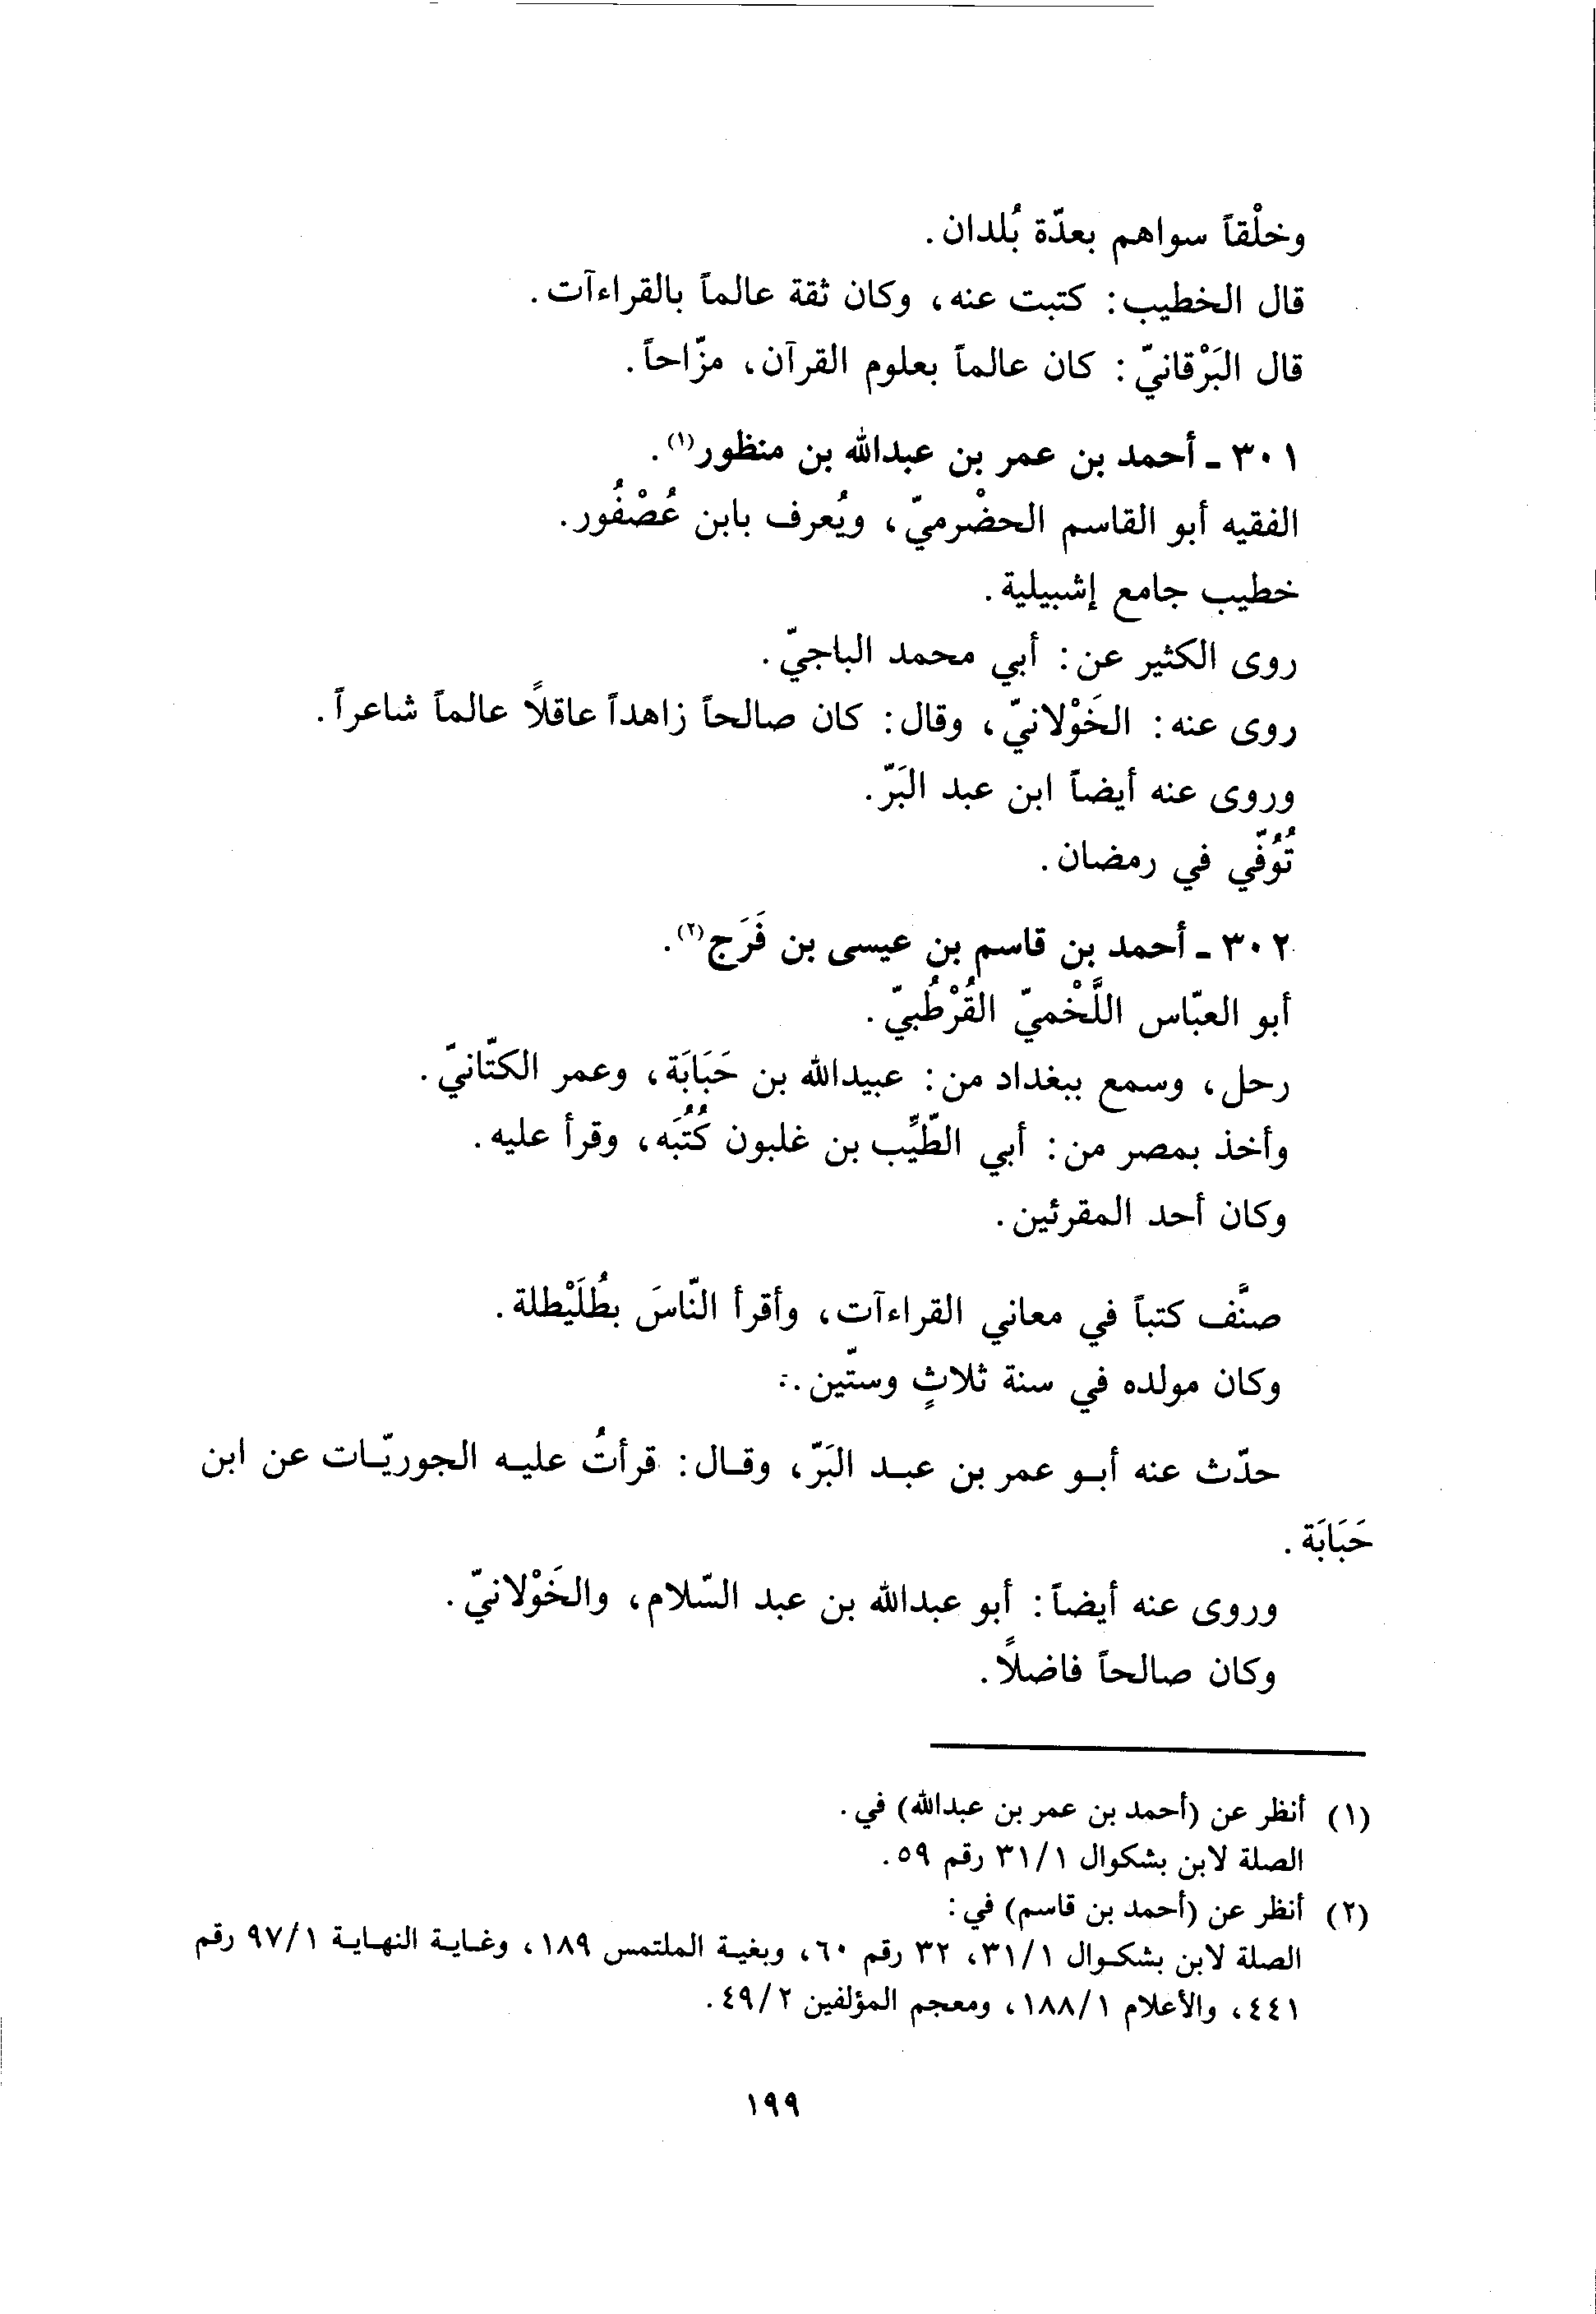 وخلْقاً سواهم بعدّة بُلدان.
قال الخطيب: كتبت عنه، وكان ثقة عالماً بالقراءآت.
قال البَرْقانيّ: كان عالماً بعلوم القرآن، مزّاحاً.
٣٠١ - أحمد بن عمر بن عبدالله بن منظور(١).
الفقيه أبو القاسم الحضْرميّ، ويُعرف بابن عُصْفُور.
خطيب جامع إشبيلية.
روى الكثير عن: أبي محمد الباجيّ.
روى عنه: الخَوْلانيّ، وقال: كان صالحاً زاهداً عاقلاً عالماً شاعراً.
وروى عنه أيضاً ابن عبد البَرّ.
تُوُفّي في رمضان.
٣٠٢ - أحمد بن قاسم بن عيسى بن فَرَج(٢).
أبو العبّاس اللَّخْميّ القُرْطُبيّ.
رحل، وسمع ببغداد من: عبيدالله بن حَبَابَة، وعمر الكتّانيّ.
وأخذ بمصر من: أبي الطّيِّب بن غلبون كُتُبَه، وقرأ عليه.
وكان أحد المقرئين.
صنَّف كتباً في معاني القراءآت، وأقرأ النّاسَ بطُلَيْطلة.
وكان مولده في سنة ثلاثٍ وستّين.
حدّث عنه أبو عمر بن عبد البَرّ، وقال: قرأتُ عليه الجوريّات عن ابن
حَبَابَة.
وروى عنه أيضاً: أبو عبدالله بن عبد السّلام، والخَوْلانيّ.
وكان صالحاً فاضلاً.
(١) أنظر عن (أحمد بن عمر بن عبدالله) في.
الصلة لابن بشكوال ٣١/١ رقم ٥٩.
(٢) أنظر عن (أحمد بن قاسم) في:
الصلة لابن بشكوال ٣١/١، ٣٢ رقم ٦٠، وبغية الملتمس ١٨٩، وغاية النهاية ٩٧/١ رقم
٤٤١، والأعلام ١٨٨/١، ومعجم المؤلفين ٤٩/٢.
١٩٩